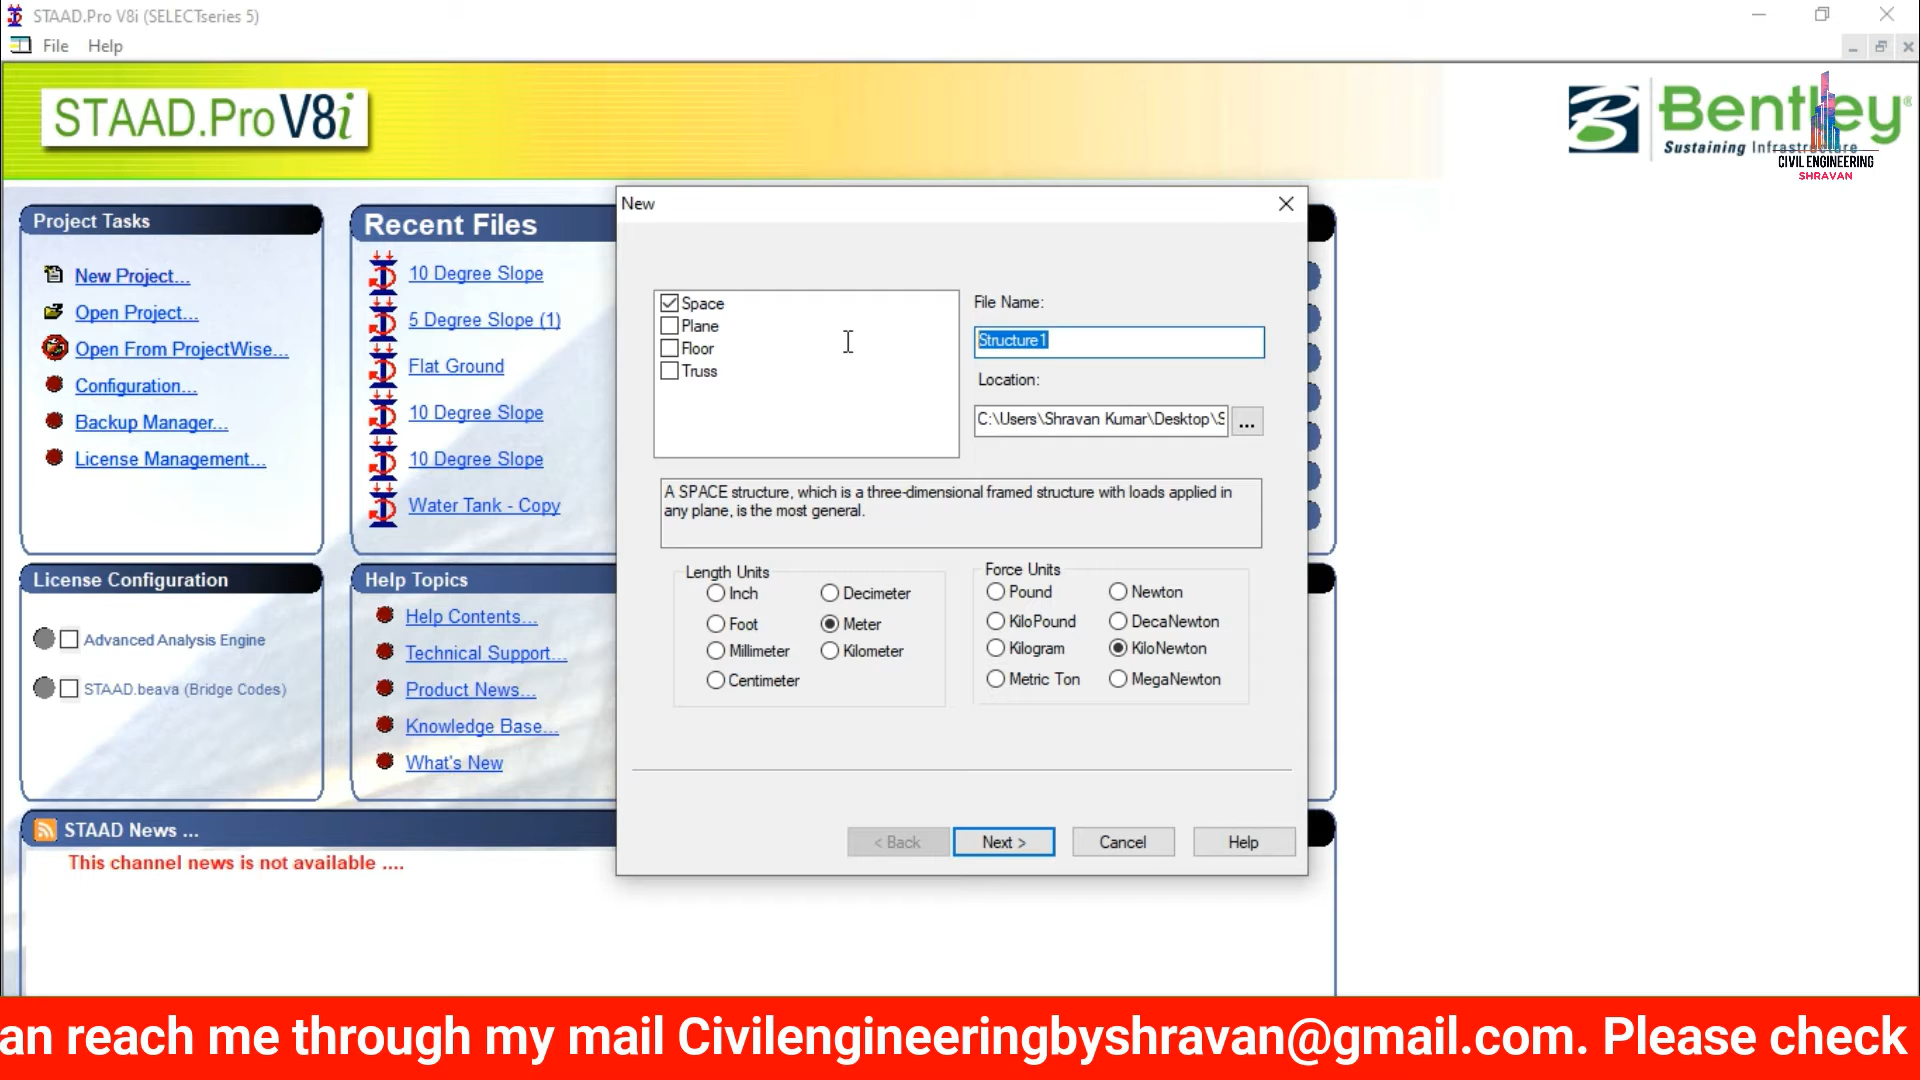 STAAD.Pro V8i (SELECTseries 5)
File Help
STAAD.Pro V8i
Bentley®
Sustaining Infrastructure
CIVIL ENGINEERING
SHRAVAN
Project Tasks
New Project...
Open Project...
Open From ProjectWise...
Configuration...
Backup Manager...
License Management...
Recent Files
10 Degree Slope
5 Degree Slope (1)
Flat Ground
10 Degree Slope
10 Degree Slope
Water Tank - Copy
New
Space
Plane
Floor
Truss
File Name:
Structure1
Location:
C:\Users\Shravan Kumar\Desktop\S
...
A SPACE structure, which is a three-dimensional framed structure with loads applied in
any plane, is the most general.
Length Units
Inch
Decimeter
Foot
Meter
Millimeter
Kilometer
Centimeter
Force Units
Pound
Newton
KiloPound
DecaNewton
Kilogram
KiloNewton
Metric Ton
MegaNewton
< Back
Next >
Cancel
Help
License Configuration
Advanced Analysis Engine
STAAD.beava (Bridge Codes)
Help Topics
Help Contents...
Technical Support...
Product News...
Knowledge Base...
What's New
STAAD News ...
This channel news is not available ....
an reach me through my mail Civilengineeringbyshravan@gmail.com. Please check